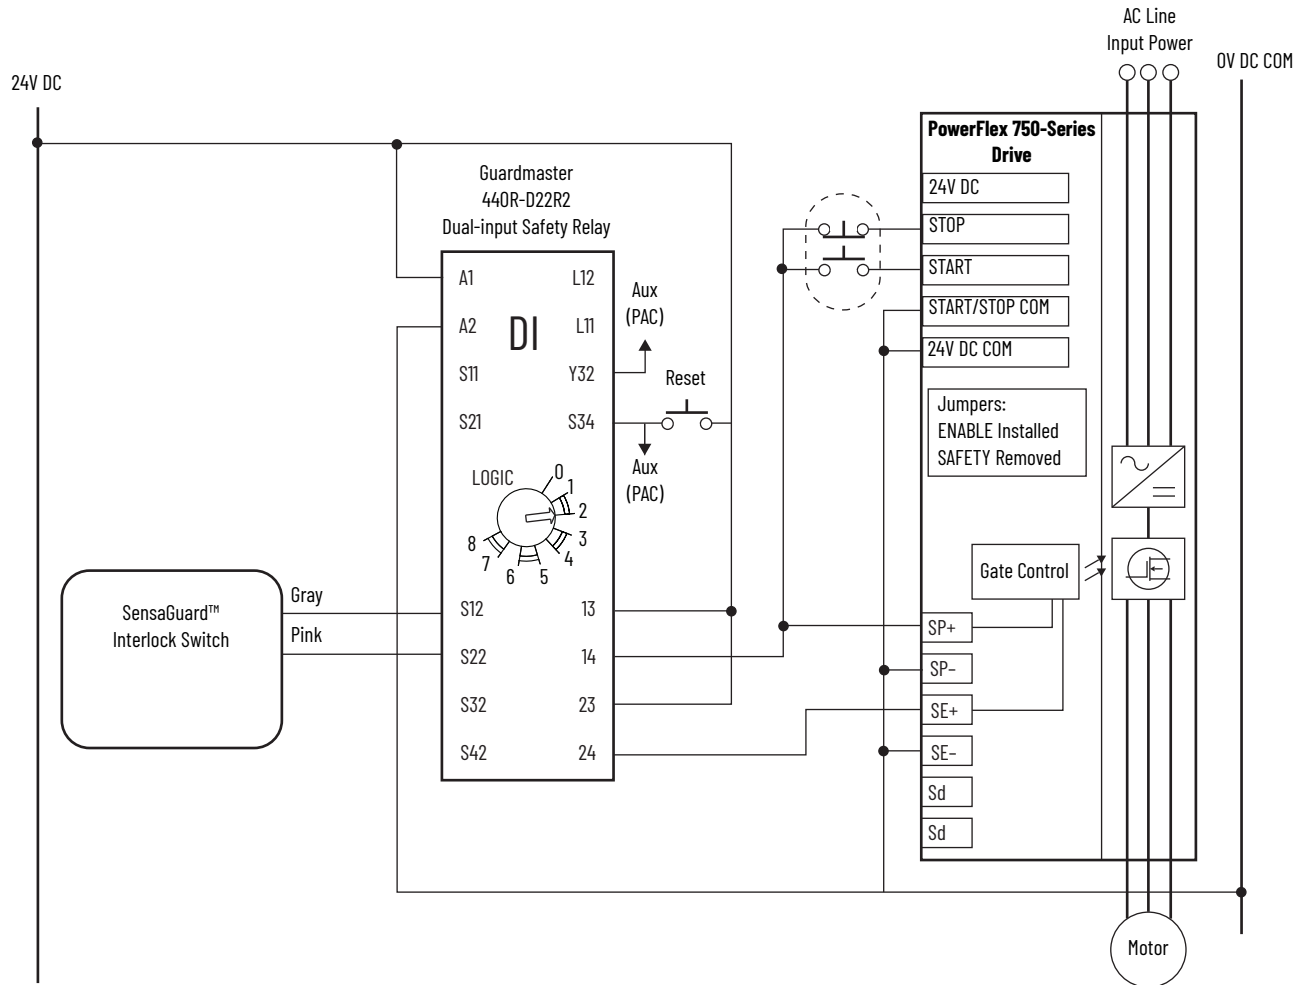 AC Line
Input Power
0V DC COM
24V DC
PowerFlex 750-Series
Drive
24V DC
STOP
START
START/STOP COM
24V DC COM
Jumpers:
ENABLE Installed
SAFETY Removed
Gate Control
SP+
SP–
SE+
SE–
Sd
Sd
Motor
Guardmaster
440R-D22R2
Dual-input Safety Relay
A1
L12
A2
DI
L11
S11
Y32
S21
S34
Aux
(PAC)
Reset
Aux
(PAC)
LOGIC
0
1
2
3
4
5
6
7
8
S12
13
S22
14
S32
23
S42
24
SensaGuard™
Interlock Switch
Gray
Pink